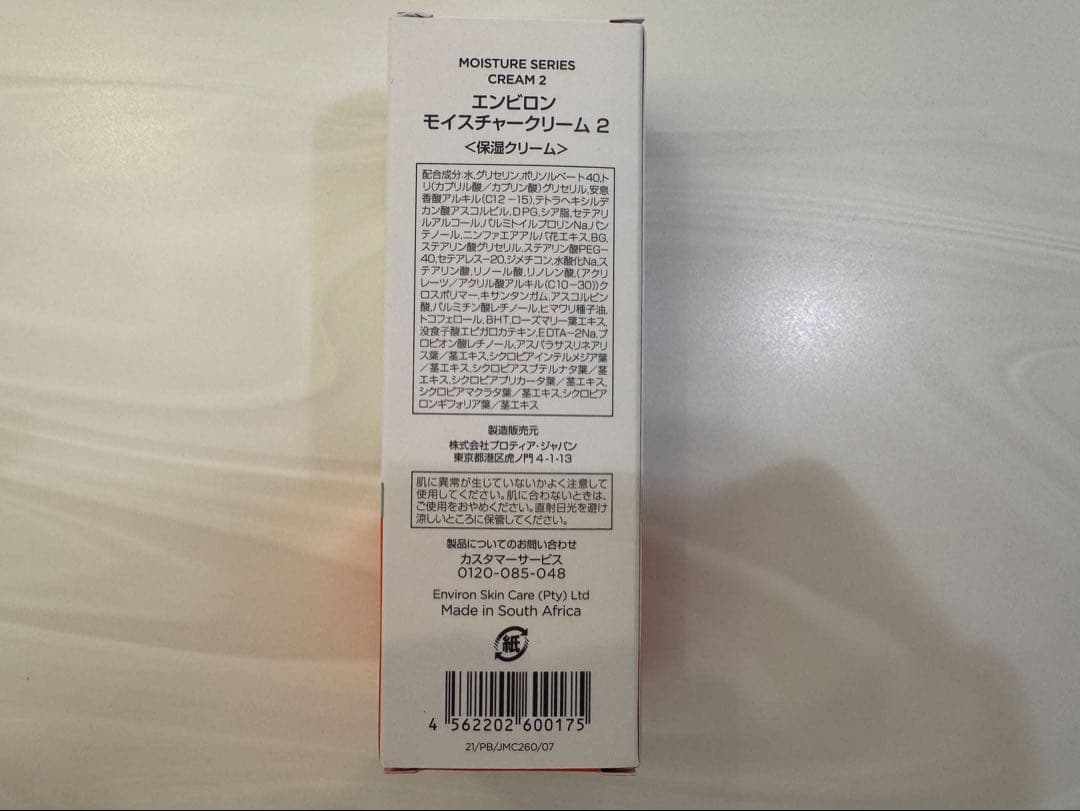 MOISTURE SERIES
CREAM 2
エンビロン
モイスチャークリーム 2
＜保湿クリーム＞
配合成分:水,グリセリン,ポリソルベート40,ト
リ(カプリル酸／カプリン酸)グリセリル,安息
香酸アルキル(C12－15),テトラヘキシルデ
カン酸アスコルビル,DPG,シア脂,セテアリ
ルアルコール,パルミトイルプロリンNa,パン
テノール,ニンファエアアルバ花エキス,BG,
ステアリン酸グリセリル,ステアリン酸PEG－
40,セテアレス－20,ジメチコン,水酸化Na,ス
テアリン酸,リノール酸,リノレン酸,(アクリ
レーツ／アクリル酸アルキル(C10－30))ク
ロスポリマー,キサンタンガム,アスコルビン
酸,パルミチン酸レチノール,ヒマワリ種子油,
トコフェロール,BHT,ローズマリー葉エキス,
没食子酸エピガロカテキン,EDTA－2Na,プ
ロピオン酸レチノール,アスパラサスリネアリ
ス葉／茎エキス,シクロピアインテルメジア葉
／茎エキス,シクロピアスブテルナタ葉／茎
エキス,シクロピアプリカータ葉／茎エキス,
シクロピアマクラタ葉／茎エキス,シクロピア
ロンギフォリア葉／茎エキス
製造販売元
株式会社プロティア・ジャパン
東京都港区虎ノ門 4-1-13
肌に異常が生じていないかよく注意して
使用してください。肌に合わないときは、
ご使用をおやめください。直射日光を避け
涼しいところに保管してください。
製品についてのお問い合わせ
カスタマーサービス
0120-085-048
Environ Skin Care (Pty) Ltd
Made in South Africa
紙
4 562202 600175
21/PB/JMC260/07